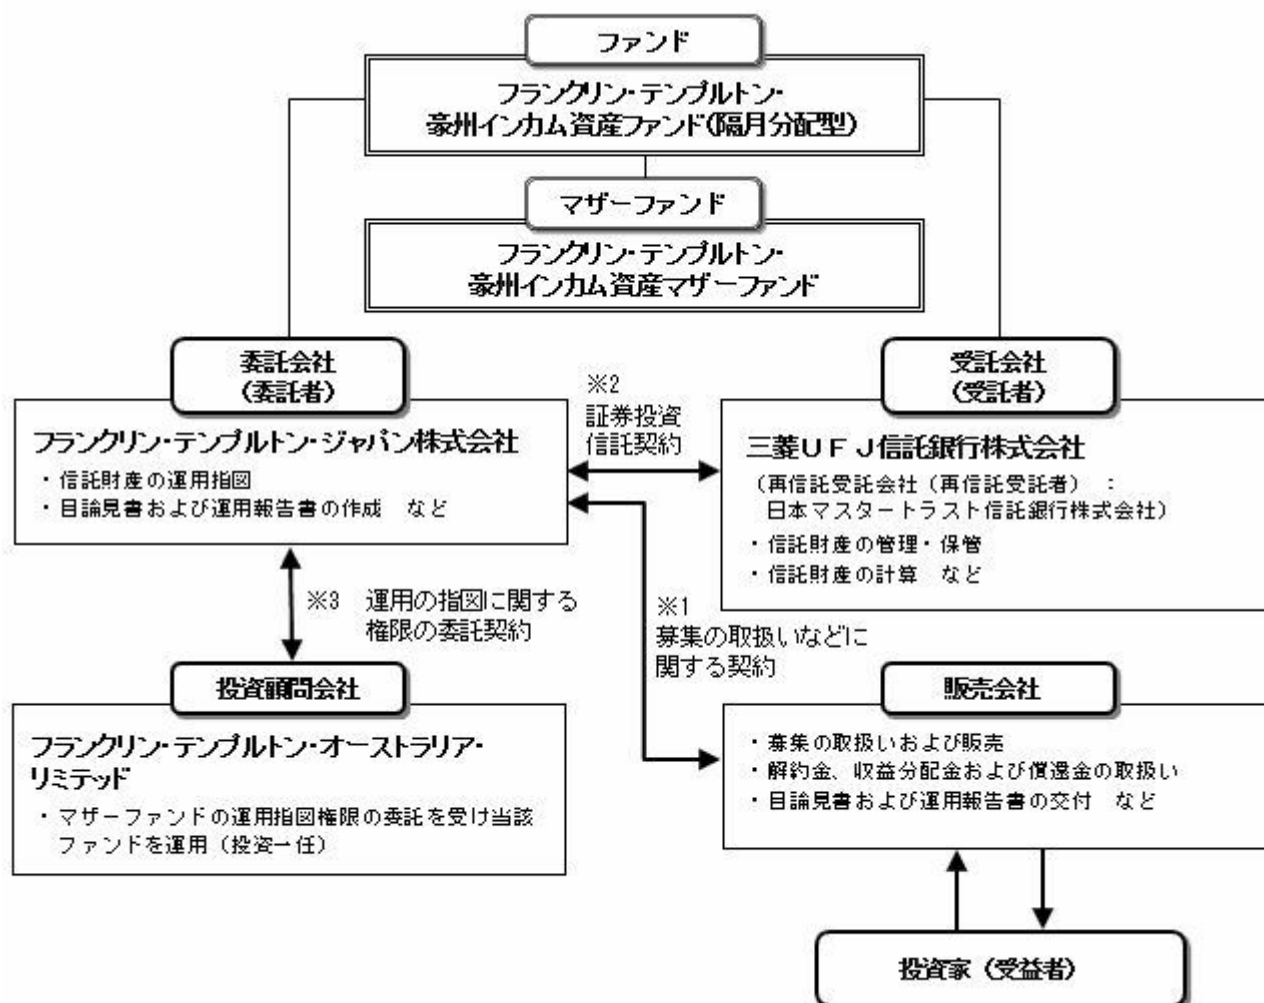 ファンド
フランクリン・テンプルトン・
豪州インカム資産ファンド(隔月分配型)
マザーファンド
フランクリン・テンプルトン・
豪州インカム資産マザーファンド
委託会社
(委託者)
フランクリン・テンプルトン・ジャパン株式会社
・信託財産の運用指図
・目論見書および運用報告書の作成 など
※2
証券投資
信託契約
受託会社
(受託者)
三菱UFJ信託銀行株式会社
(再信託受託会社(再信託受託者) :
日本マスタートラスト信託銀行株式会社)
・信託財産の管理・保管
・信託財産の計算 など
※3 運用の指図に関する
権限の委託契約
※1
募集の取扱いなどに
関する契約
投資顧問会社
フランクリン・テンプルトン・オーストラリア・
リミテッド
・マザーファンドの運用指図権限の委託を受け当該
ファンドを運用(投資一任)
販売会社
・募集の取扱いおよび販売
・解約金、収益分配金および償還金の取扱い
・目論見書および運用報告書の交付 など
投資家(受益者)